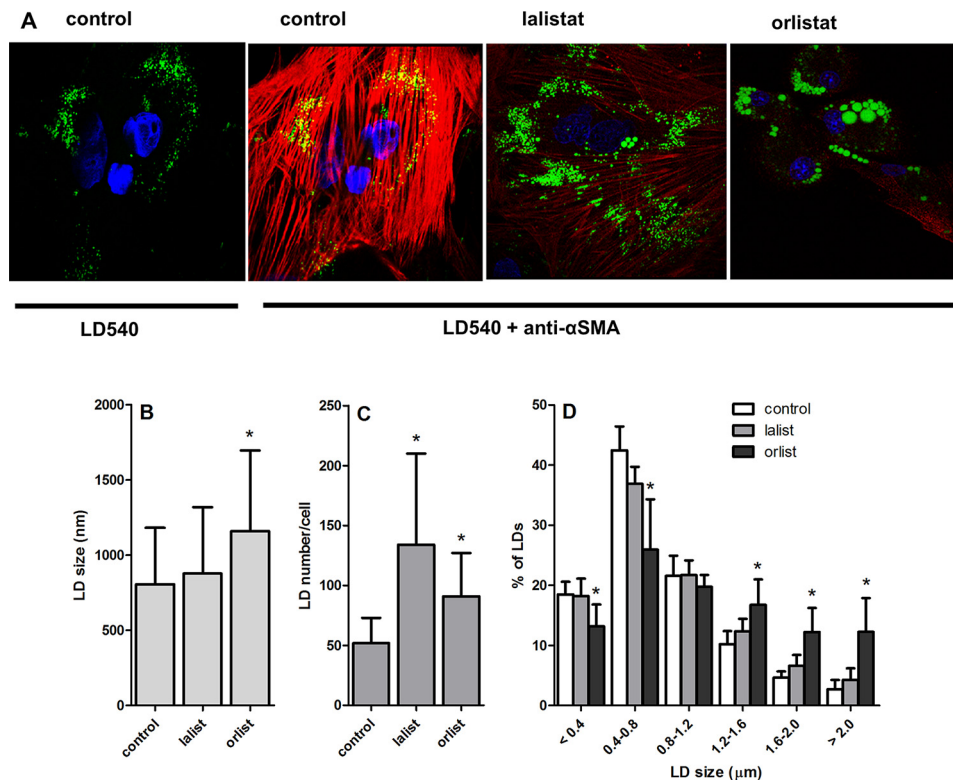 A
control
control
lalistat
orlistat
LD540
LD540 + anti-αSMA
B
LD size (nm)
2000
1500
1000
500
0
*
control
lalist
orlist
C
LD number/cell
250
200
150
100
50
0
*
*
control
lalist
orlist
D
% of LDs
50
40
30
20
10
0
control
lalist
orlist
*
*
*
*
*
< 0.4
0.4-0.8
0.8-1.2
1.2-1.6
1.6-2.0
> 2.0
LD size (μm)